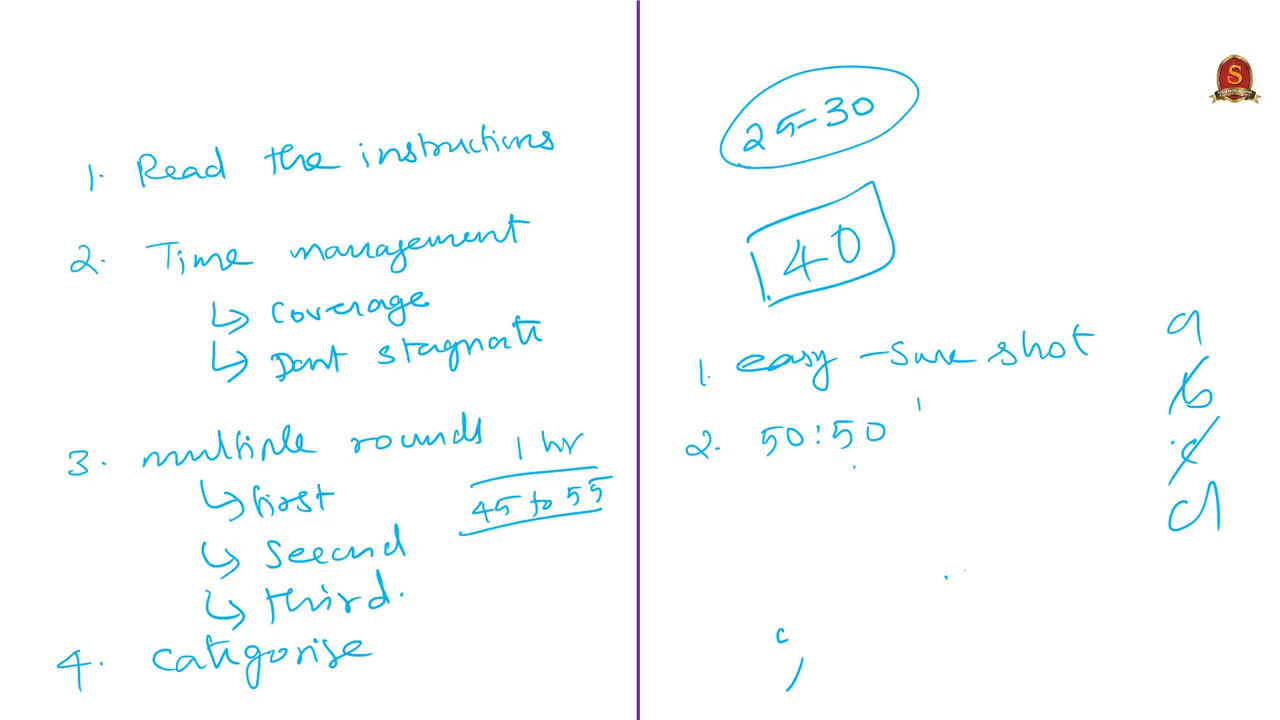 1. Read the instructions
2. Time management
↳ coverage
↳ Dont stagnate
3. multiple rounds
↳ first
1 hr
45 to 55
↳ Second
↳ third.
4. categorise
25-30
40
1. easy - Sure shot
2. 50:50
a
b
c
d
S